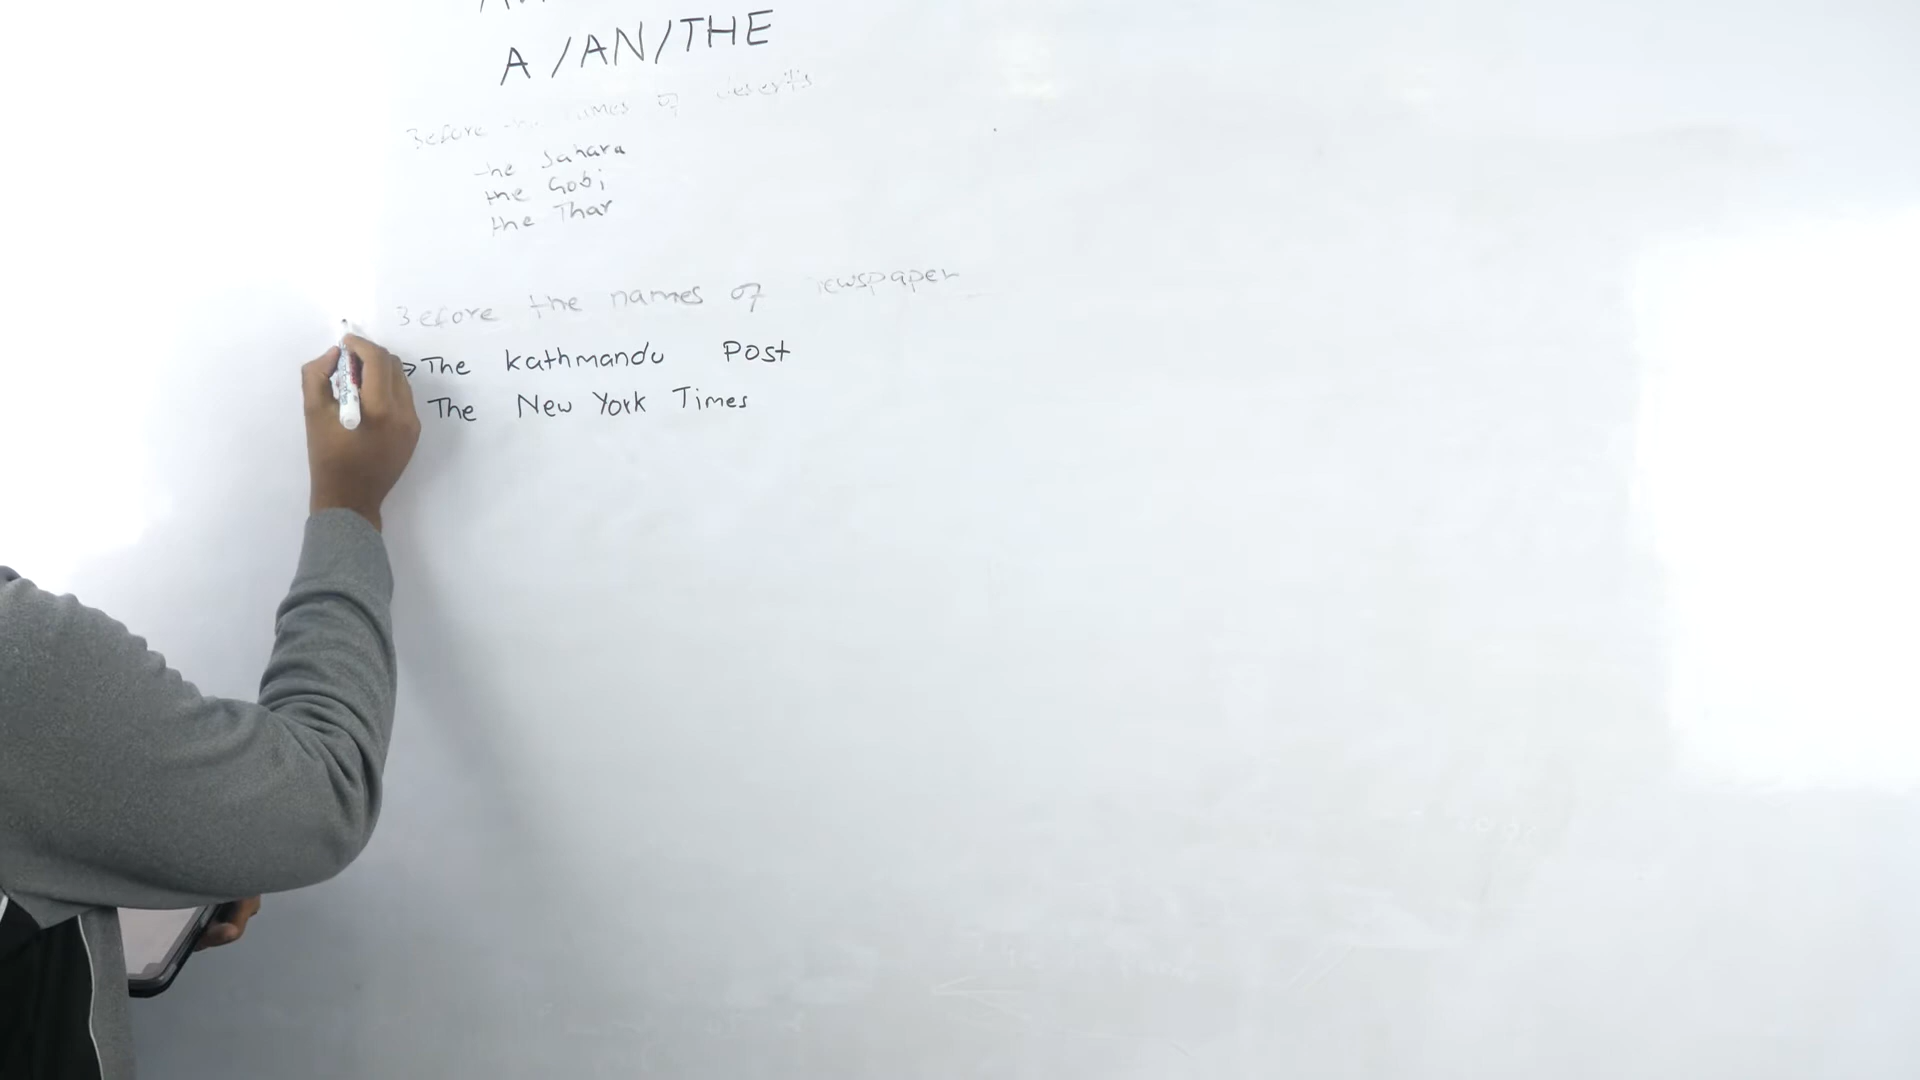 A /AN/THE
Before the names of deserts
the Sahara
the Gobi
the Thar
Before the names of newspaper
→The Kathmandu Post
The New York Times